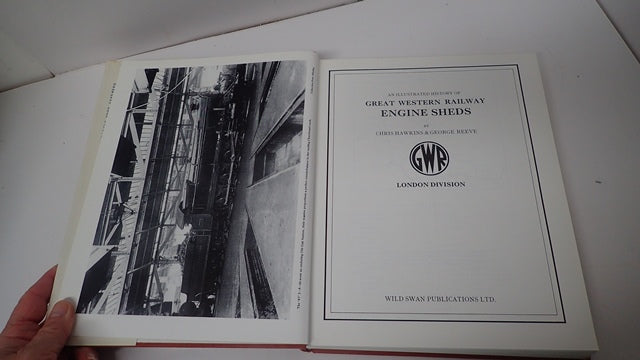 AN ILLUSTRATED HISTORY OF
GREAT WESTERN RAILWAY
ENGINE SHEDS
BY
CHRIS HAWKINS & GEORGE REEVE
GWR
LONDON DIVISION
WILD SWAN PUBLICATIONS LTD.